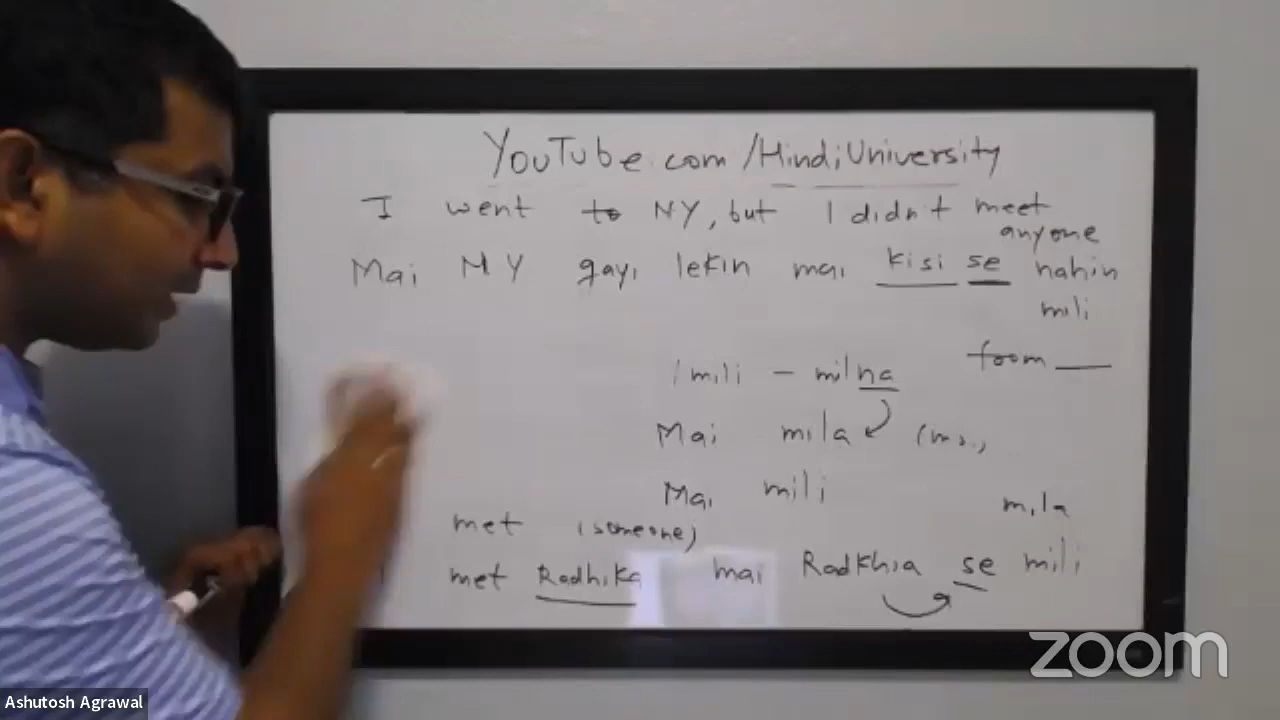 YouTube.com/HindiUniversity
I went to NY, but I didn't meet
anyone
Mai NY gayi lekin mai kisi se nahin
mili
from
mili - milna
Mai mila
Mai mili
mila
met (someone)
met Radhika mai Radkhia se mili
zoom
Ashutosh Agrawal